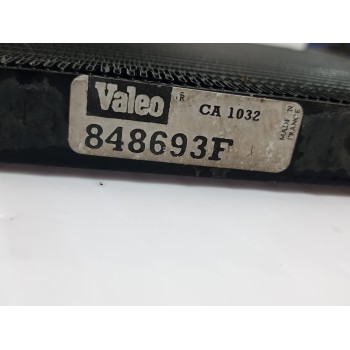 Valeo R CA 1032
848693F
MADE IN
FRANCE